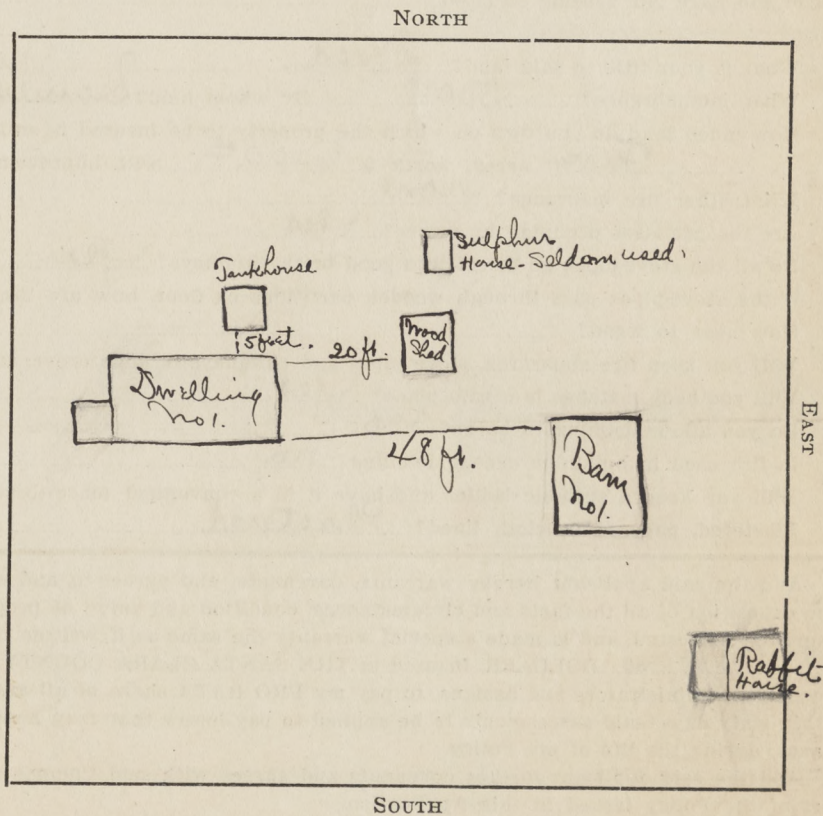 NORTH
Sulphur
House - Seldom used.
Tankhouse
Wood
Shed
15 feet.
20 ft.
Dwelling
No 1.
EAST
48 ft.
Barn
No 1.
Rabbit
House.
SOUTH